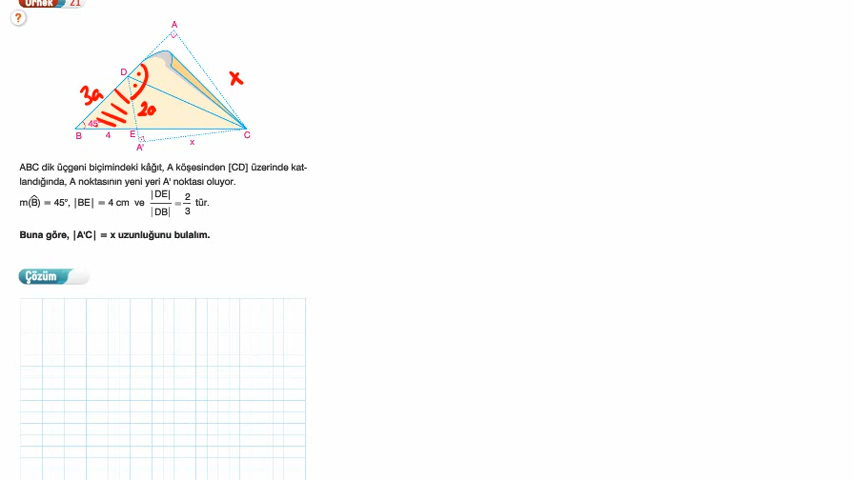 Örnek 21
?
A
D
3a
x
2a
45
B 4 E C
A' x
ABC dik üçgeni biçimindeki kâğıt, A köşesinden [CD] üzerinde kat-
landığında, A noktasının yeni yeri A' noktası oluyor.
m(B̂) = 45°, |BE| = 4 cm ve |DE|/|DB| = 2/3 tür.
Buna göre, |A'C| = x uzunluğunu bulalım.
Çözüm